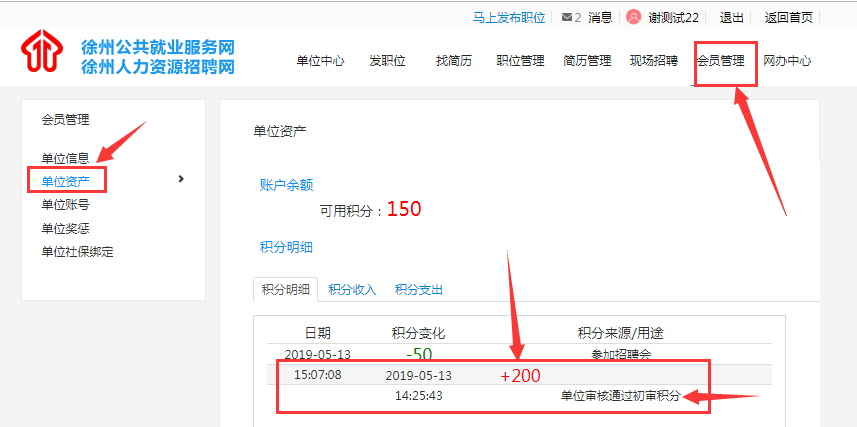 马上发布职位 2 消息 谢测试22 退出 返回首页
徐州公共就业服务网
徐州人力资源招聘网
单位中心 发职位 找简历 职位管理 简历管理 现场招聘 会员管理 网办中心
会员管理
单位信息
单位资产
单位账号
单位奖惩
单位社保绑定
单位资产
账户余额
可用积分：150
积分明细
积分明细 积分收入 积分支出
日期 积分变化 积分来源/用途
2019-05-13 -50 参加招聘会
15:07:08 2019-05-13 +200
14:25:43 单位审核通过初审积分